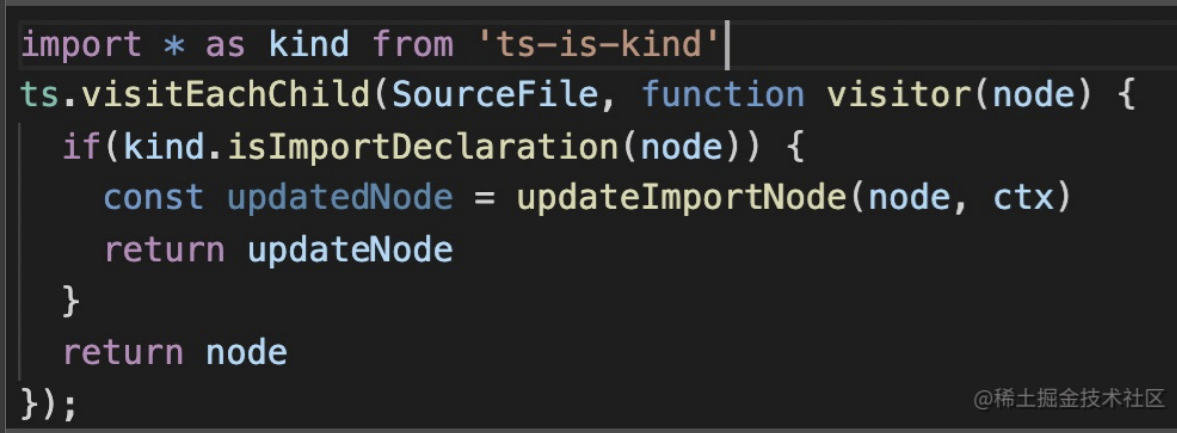 import * as kind from 'ts-is-kind'
ts.visitEachChild(SourceFile, function visitor(node) {
  if(kind.isImportDeclaration(node)) {
    const updatedNode = updateImportNode(node, ctx)
    return updateNode
  }
  return node
});
@稀土掘金技术社区